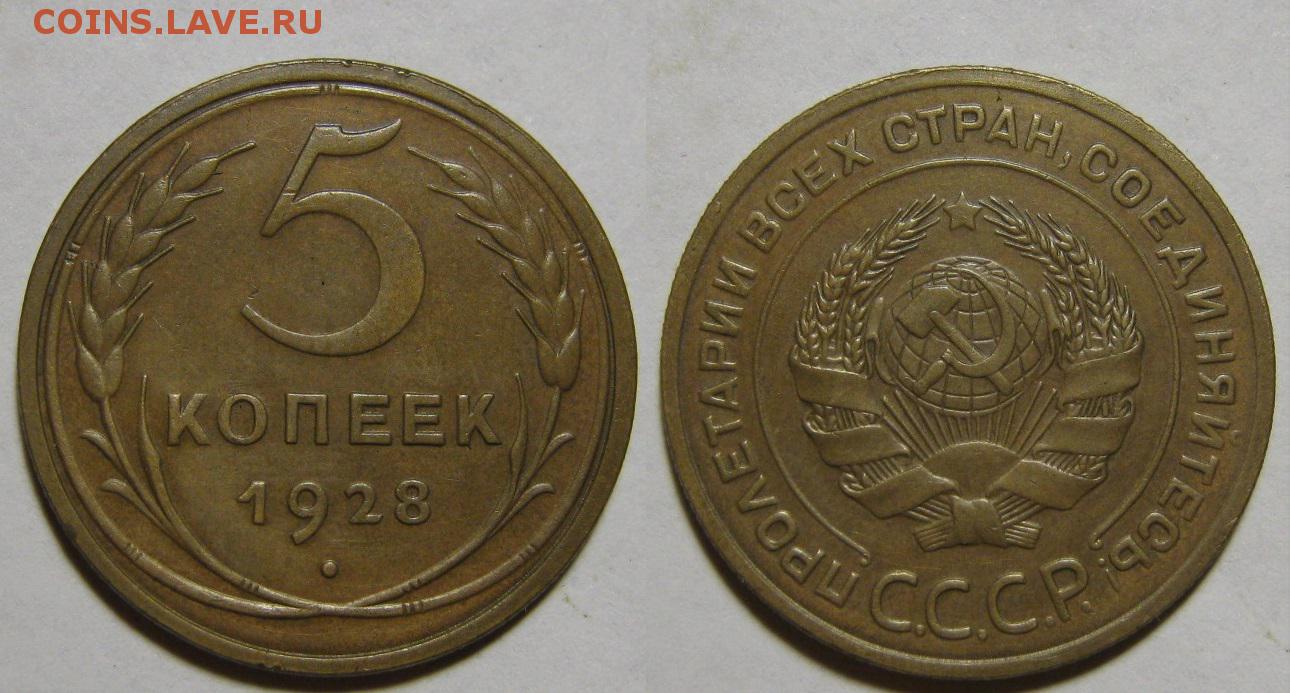 COINS.LAVE.RU
5
КОПЕЕК
1928
ПРОЛЕТАРИИ ВСЕХ СТРАН, СОЕДИНЯЙТЕСЬ!
С.С.С.Р.